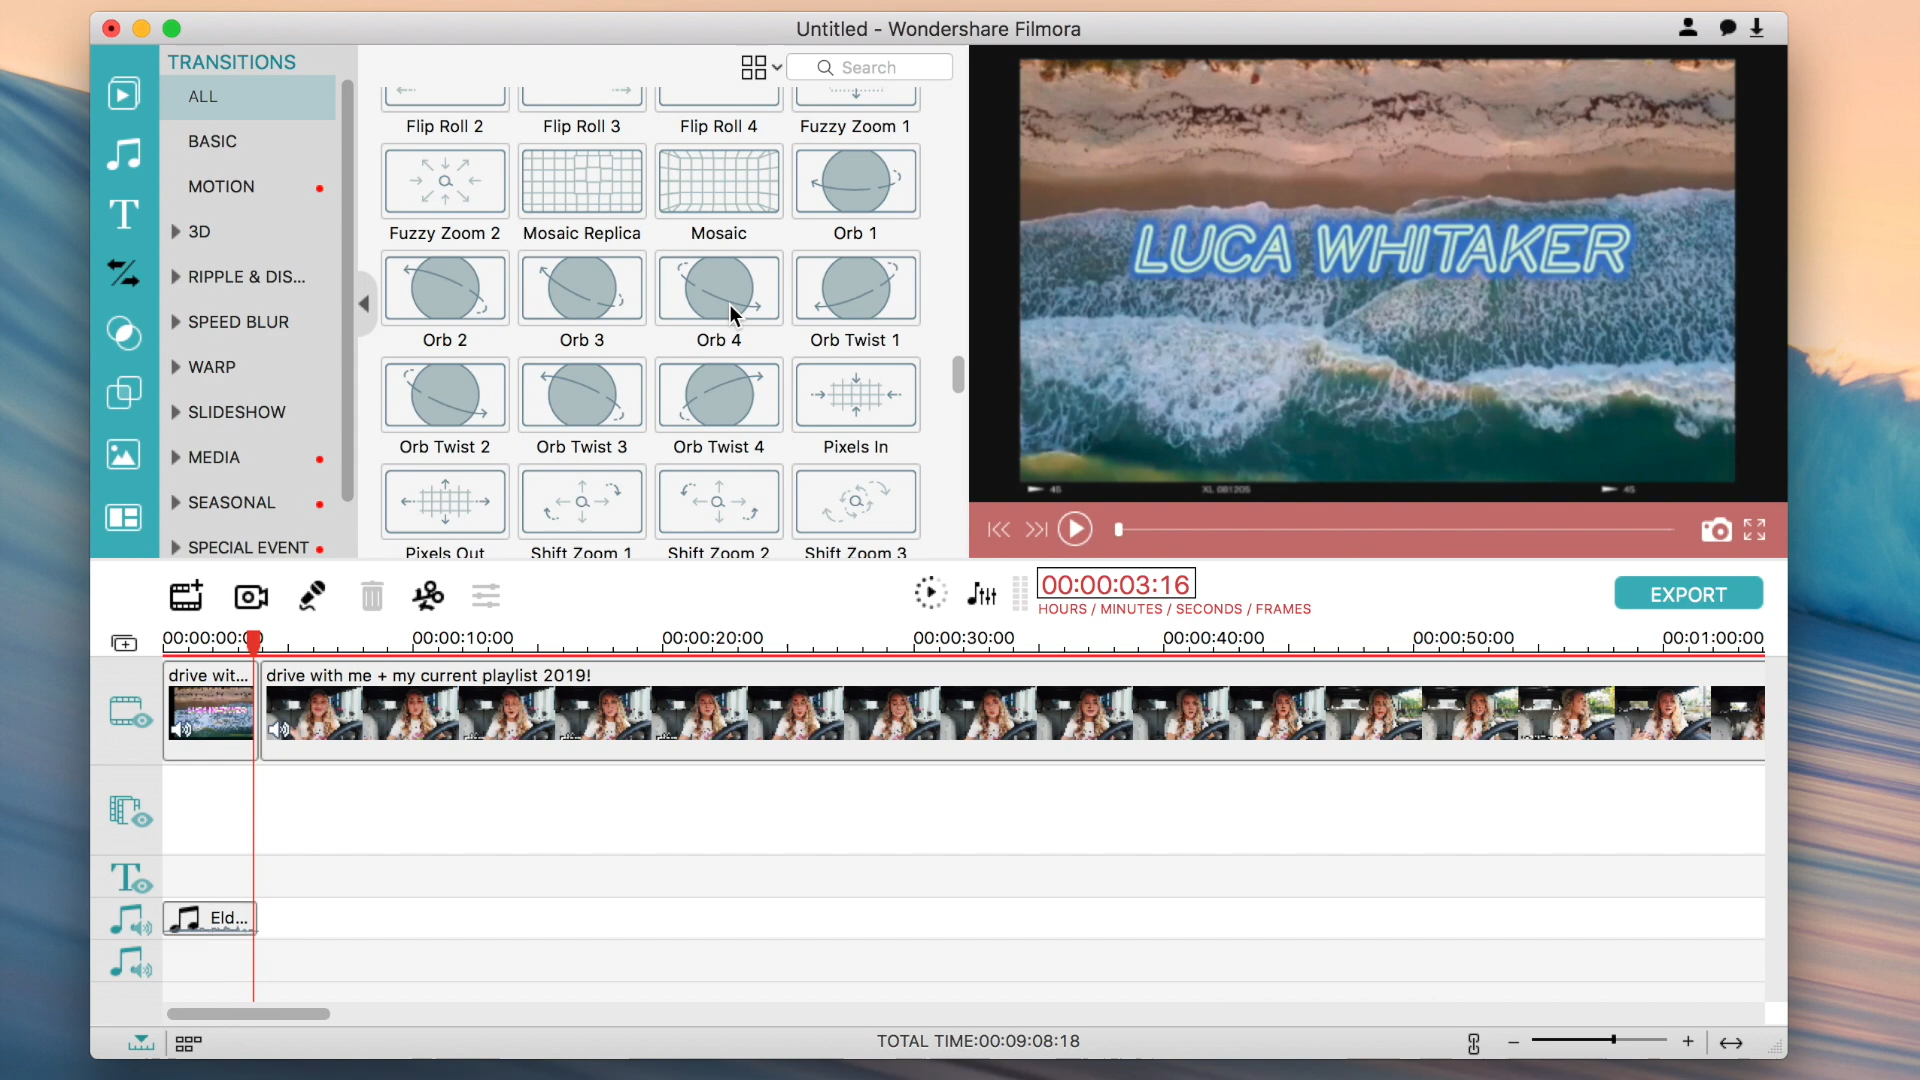 Untitled - Wondershare Filmora
TRANSITIONS
Search
ALL
BASIC
MOTION
3D
RIPPLE & DIS...
SPEED BLUR
WARP
SLIDESHOW
MEDIA
SEASONAL
SPECIAL EVENT
Flip Roll 2
Flip Roll 3
Flip Roll 4
Fuzzy Zoom 1
Fuzzy Zoom 2
Mosaic Replica
Mosaic
Orb 1
Orb 2
Orb 3
Orb 4
Orb Twist 1
Orb Twist 2
Orb Twist 3
Orb Twist 4
Pixels In
Pixels Out
Shift Zoom 1
Shift Zoom 2
Shift Zoom 3
LUCA WHITAKER
45
XL 081205
45
00:00:03:16
HOURS / MINUTES / SECONDS / FRAMES
EXPORT
00:00:00:0
00:00:10:00
00:00:20:00
00:00:30:00
00:00:40:00
00:00:50:00
00:01:00:00
drive wit...
drive with me + my current playlist 2019!
Eld...
TOTAL TIME:00:09:08:18